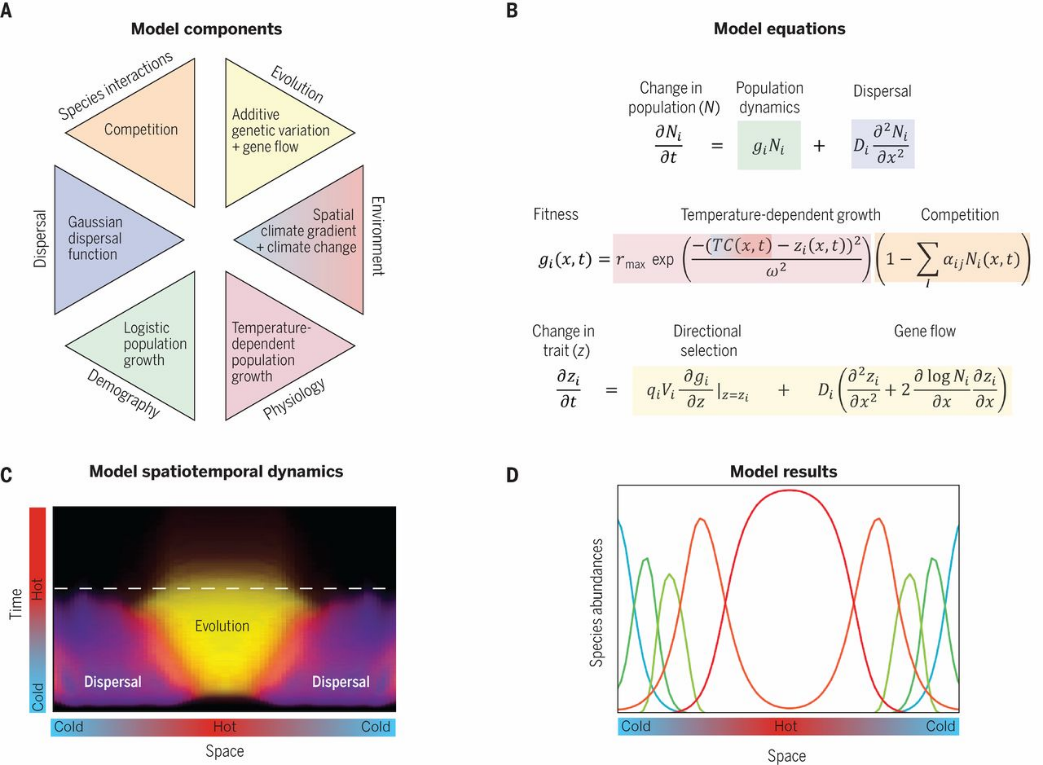 A
Model components
Species interactions
Competition
Evolution
Additive
genetic variation
+ gene flow
Dispersal
Gaussian
dispersal
function
Environment
Spatial
climate gradient
+ climate change
Demography
Logistic
population
growth
Physiology
Temperature-
dependent
population
growth
B
Model equations
Change in
population (N)
Population
dynamics
Dispersal
∂N_i/∂t = g_i N_i + D_i ∂²N_i/∂x²
Fitness
Temperature-dependent growth
Competition
g_i(x, t) = r_max exp (−(TC(x, t) − z_i(x, t))²/ω²) (1 − ∑ α_ij N_i(x, t))
Change in
trait (z)
Directional
selection
Gene flow
∂z_i/∂t = q_i V_i ∂g_i/∂z |_{z=z_i} + D_i (∂²z_i/∂x² + 2 ∂ log N_i/∂x ∂z_i/∂x)
C
Model spatiotemporal dynamics
Time
Hot
Cold
Evolution
Dispersal
Dispersal
Cold
Hot
Cold
Space
D
Model results
Species abundances
Cold
Hot
Cold
Space